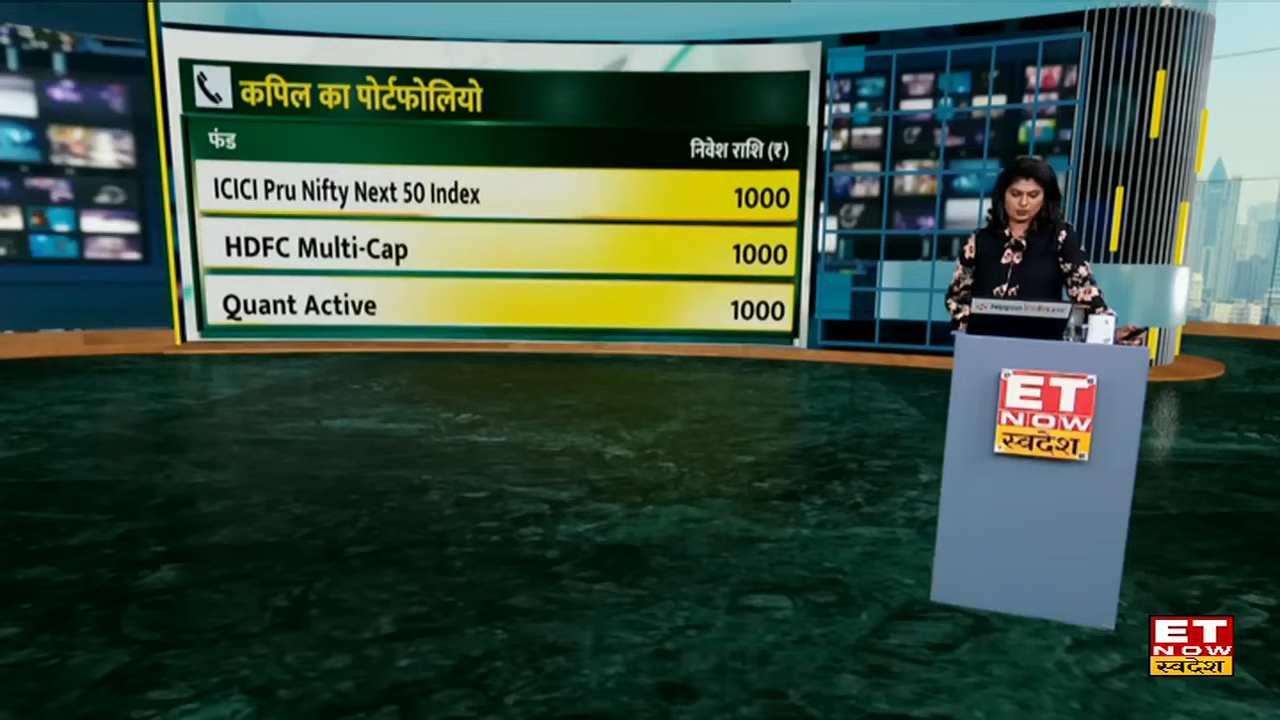 कपिल का पोर्टफोलियो
फंड निवेश राशि (₹)
ICICI Pru Nifty Next 50 Index 1000
HDFC Multi-Cap 1000
Quant Active 1000
ET
NOW
स्वदेश
ET
NOW
स्वदेश